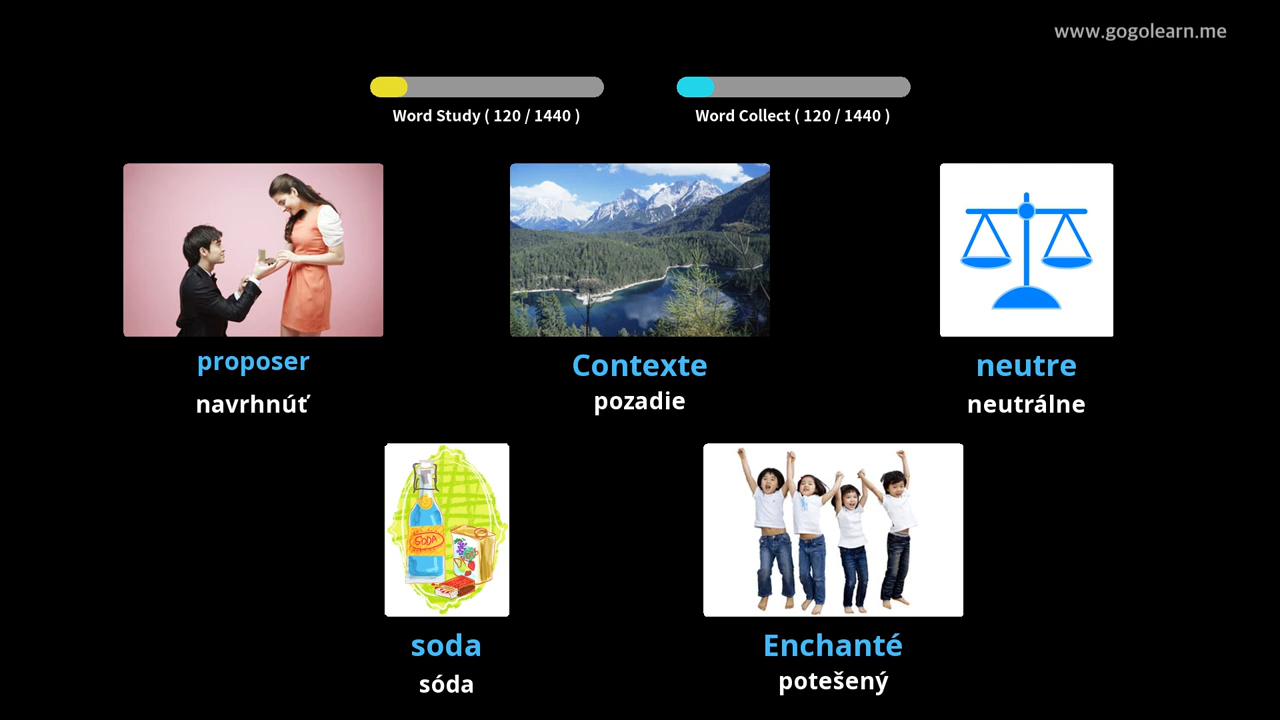 www.gogolearn.me
Word Study ( 120 / 1440 )
Word Collect ( 120 / 1440 )
proposer
navrhnúť
Contexte
pozadie
neutre
neutrálne
SODA
soda
sóda
Enchanté
potešený